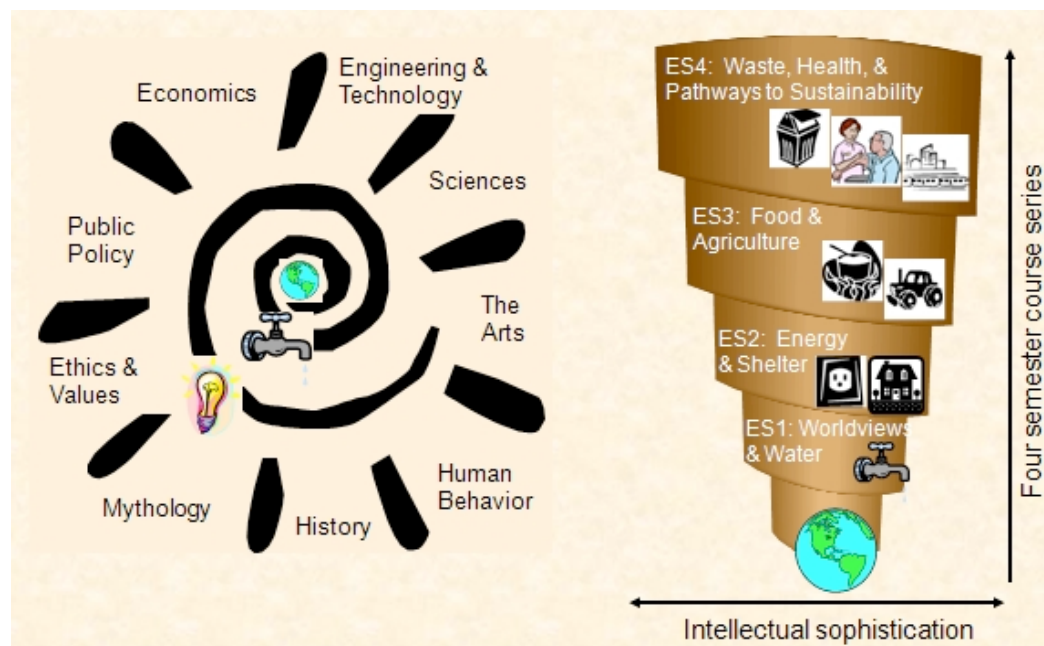 Economics
Engineering &
Technology
Sciences
The
Arts
Human
Behavior
History
Mythology
Ethics &
Values
Public
Policy
ES4: Waste, Health, &
Pathways to Sustainability
ES3: Food &
Agriculture
ES2: Energy
& Shelter
ES1: Worldviews
& Water
Four semester course series
Intellectual sophistication